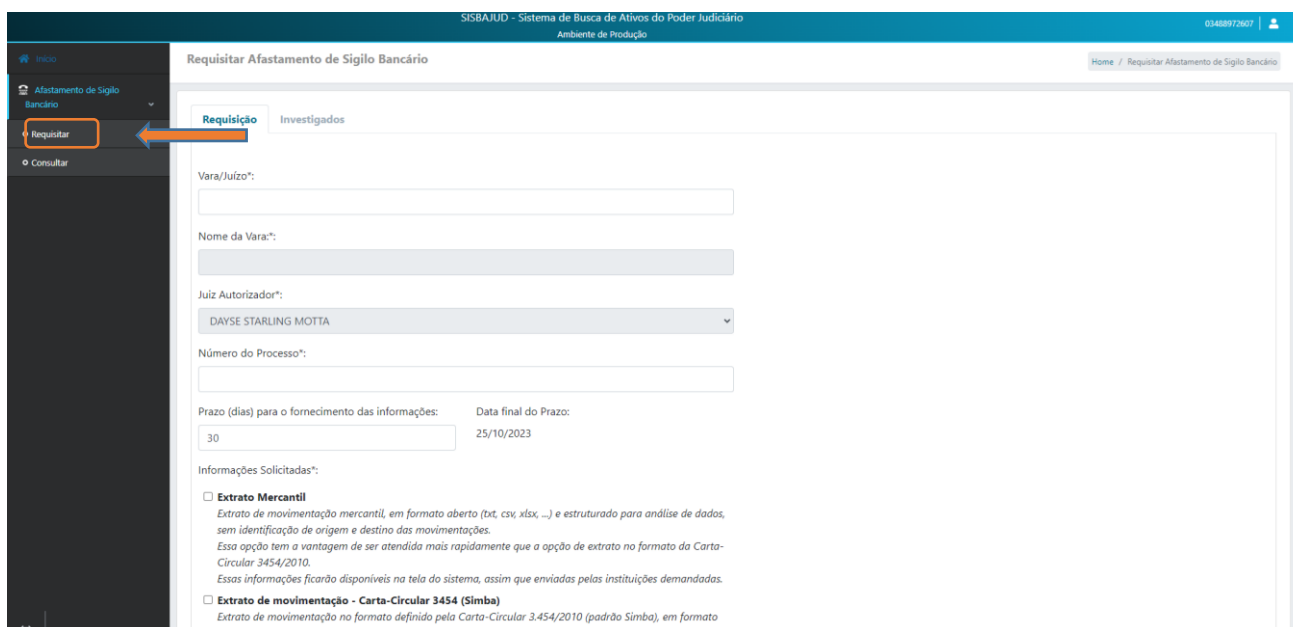 SISBAJUD - Sistema de Busca de Ativos do Poder Judiciário
Ambiente de Produção
03488972607
Início
Afastamento de Sigilo
Bancário
Requisitar
Consultar
Requisitar Afastamento de Sigilo Bancário
Home / Requisitar Afastamento de Sigilo Bancário
Requisição Investigados
Vara/Juízo*:
Nome da Vara:*:
Juiz Autorizador*:
DAYSE STARLING MOTTA
Número do Processo*:
Prazo (dias) para o fornecimento das informações: Data final do Prazo:
30 25/10/2023
Informações Solicitadas*:
Extrato Mercantil
Extrato de movimentação mercantil, em formato aberto (txt, csv, xlsx, ...) e estruturado para análise de dados,
sem identificação de origem e destino das movimentações.
Essa opção tem a vantagem de ser atendida mais rapidamente que a opção de extrato no formato da Carta-
Circular 3454/2010.
Essas informações ficarão disponíveis na tela do sistema, assim que enviadas pelas instituições demandadas.
Extrato de movimentação - Carta-Circular 3454 (Simba)
Extrato de movimentação no formato definido pela Carta-Circular 3.454/2010 (padrão Simba), em formato